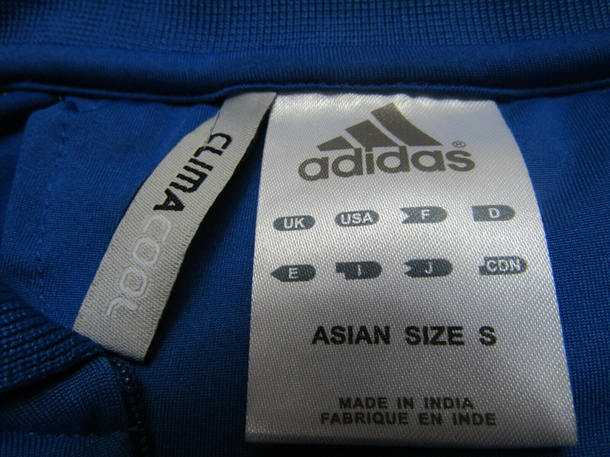 CLIMACOOL
adidas®
UK USA F D
E I J CDN
ASIAN SIZE S
MADE IN INDIA
FABRIQUE EN INDE